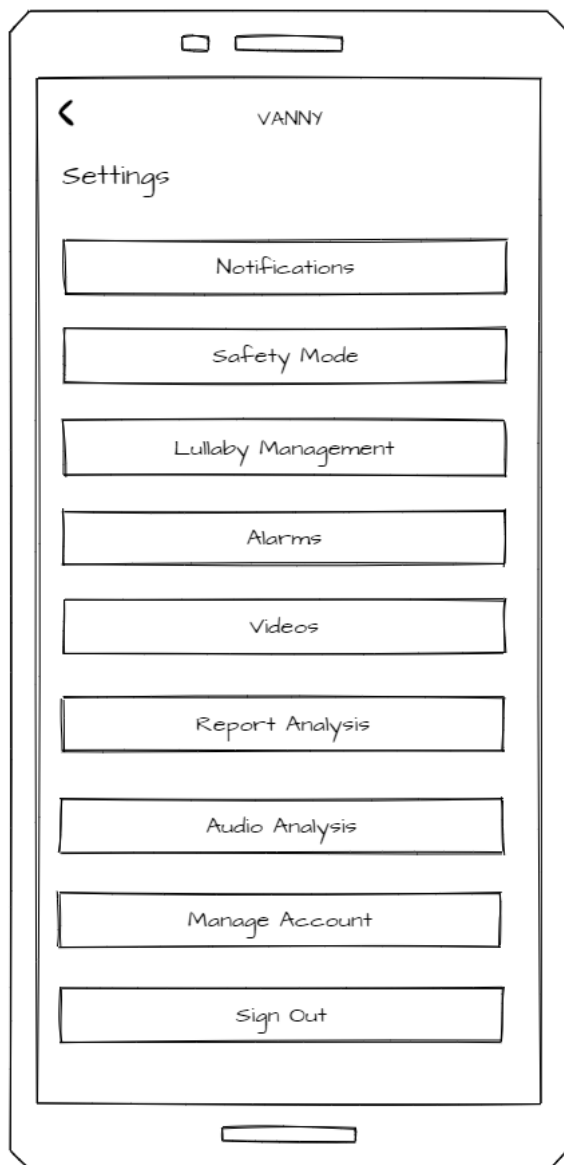 VANNY
Settings
Notifications
Safety Mode
Lullaby Management
Alarms
Videos
Report Analysis
Audio Analysis
Manage Account
Sign Out